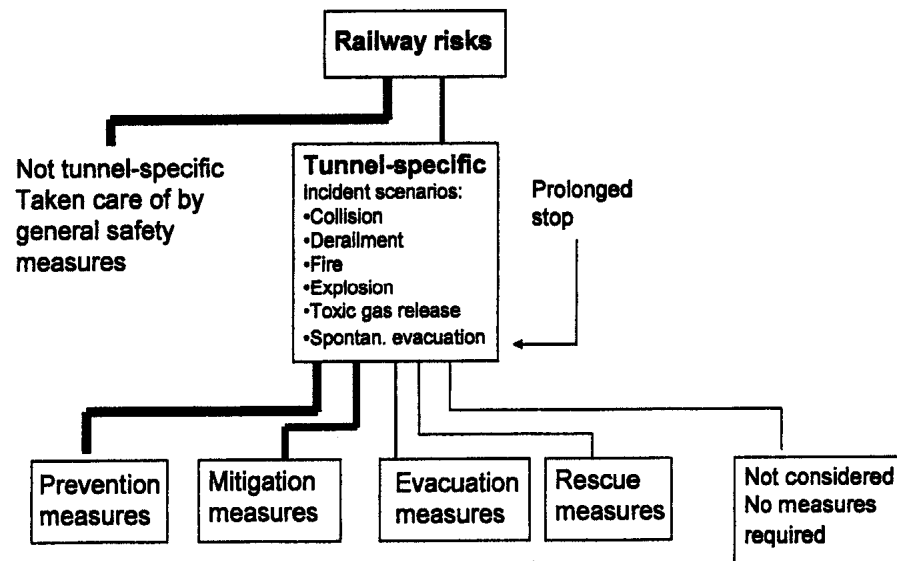 Railway risks
Not tunnel-specific
Taken care of by
general safety
measures
Tunnel-specific
incident scenarios:
•Collision
•Derailment
•Fire
•Explosion
•Toxic gas release
•Spontan. evacuation
Prolonged
stop
Prevention
measures
Mitigation
measures
Evacuation
measures
Rescue
measures
Not considered
No measures
required